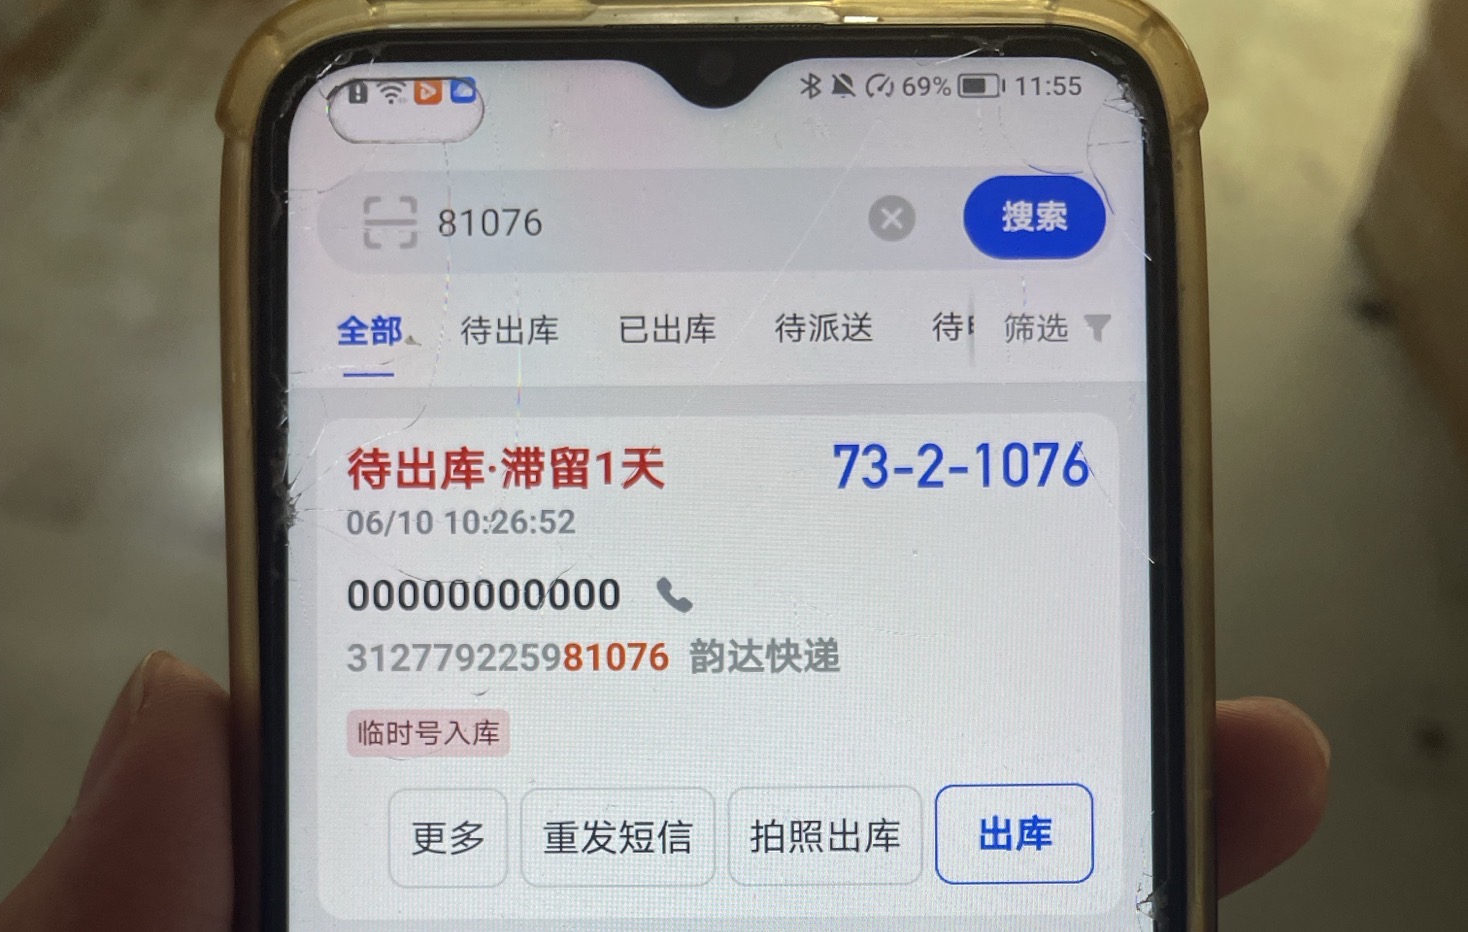 69% 11:55
81076 搜索
全部 待出库 已出库 待派送 待 筛选
待出库·滞留1天 73-2-1076
06/10 10:26:52
00000000000
312779225981076 韵达快递
临时号入库
更多 重发短信 拍照出库 出库